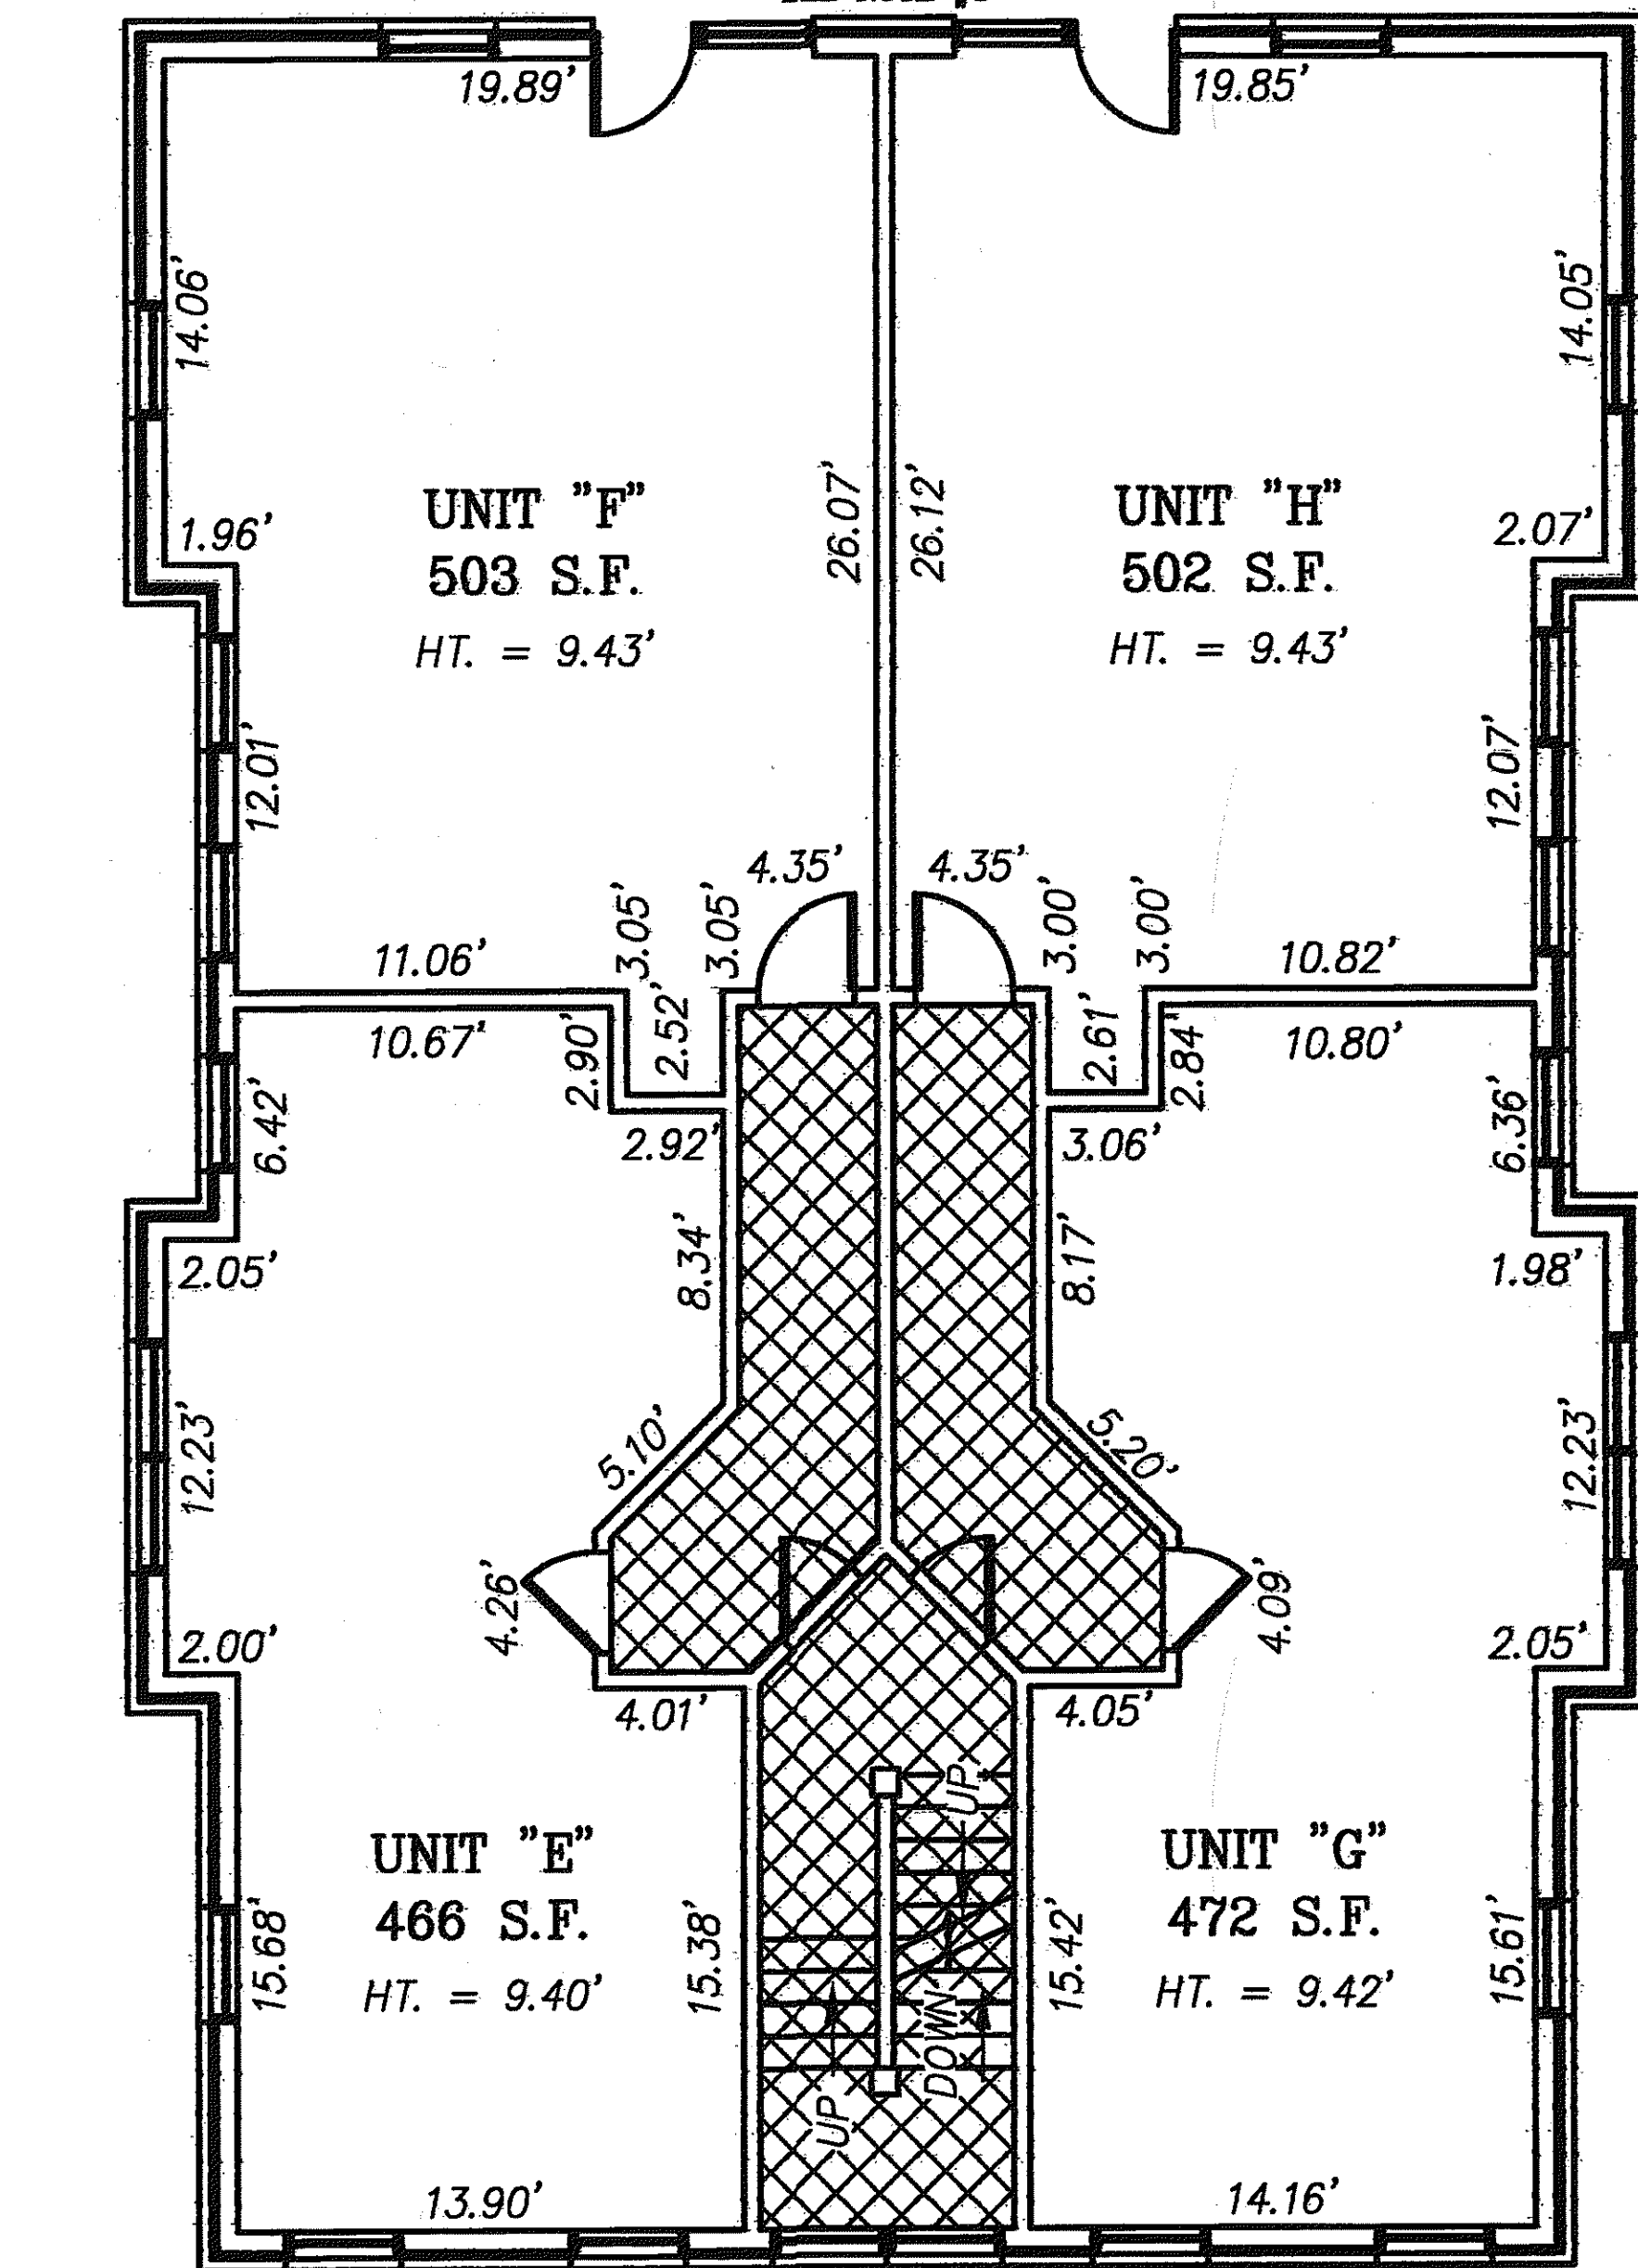 19.89’ 19.85’
14.06’ 14.05’
UNIT ”F” UNIT ”H”
26.07’ 26.12’
1.96’ 2.07’
503 S.F. 502 S.F.
HT. = 9.43’ HT. = 9.43’
12.01’ 12.07’
4.35’ 4.35’
3.05’ 3.05’ 3.00’ 3.00’
11.06’ 10.82’
10.67’ 10.80’
2.90’ 2.52’ 2.61’ 2.84’
6.42’ 6.36’
2.92’ 3.06’
8.34’ 8.17’
2.05’ 1.98’
5.10’ 5.20’
12.23’ 12.23’
4.26’ 4.09’
2.00’ 2.05’
4.01’ 4.05’
UP
UNIT ”E” UNIT ”G”
466 S.F. 472 S.F.
15.68’ 15.38’ 15.42’ 15.61’
HT. = 9.40’ HT. = 9.42’
DOWN
UP
13.90’ 14.16’